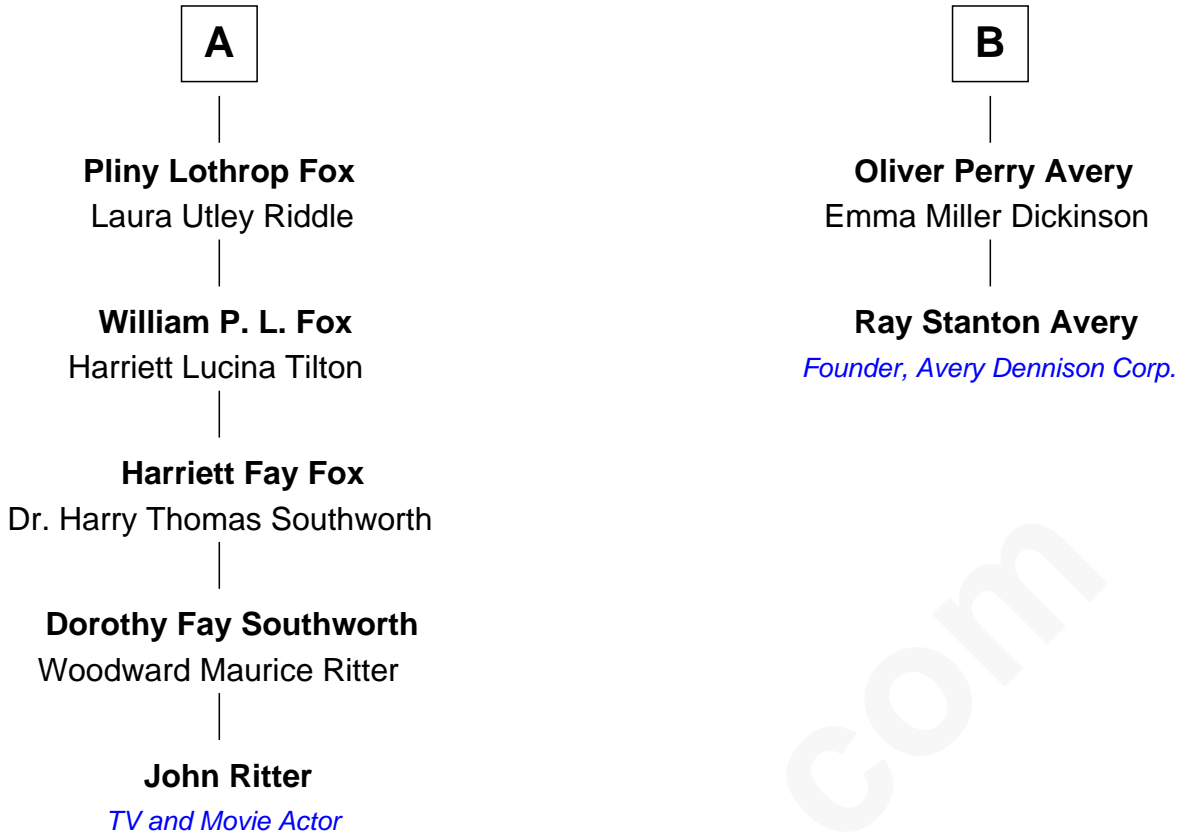 A
Pliny Lothrop Fox
Laura Utley Riddle
William P. L. Fox
Harriett Lucina Tilton
Harriett Fay Fox
Dr. Harry Thomas Southworth
Dorothy Fay Southworth
Woodward Maurice Ritter
John Ritter
TV and Movie Actor
B
Oliver Perry Avery
Emma Miller Dickinson
Ray Stanton Avery
Founder, Avery Dennison Corp.
com